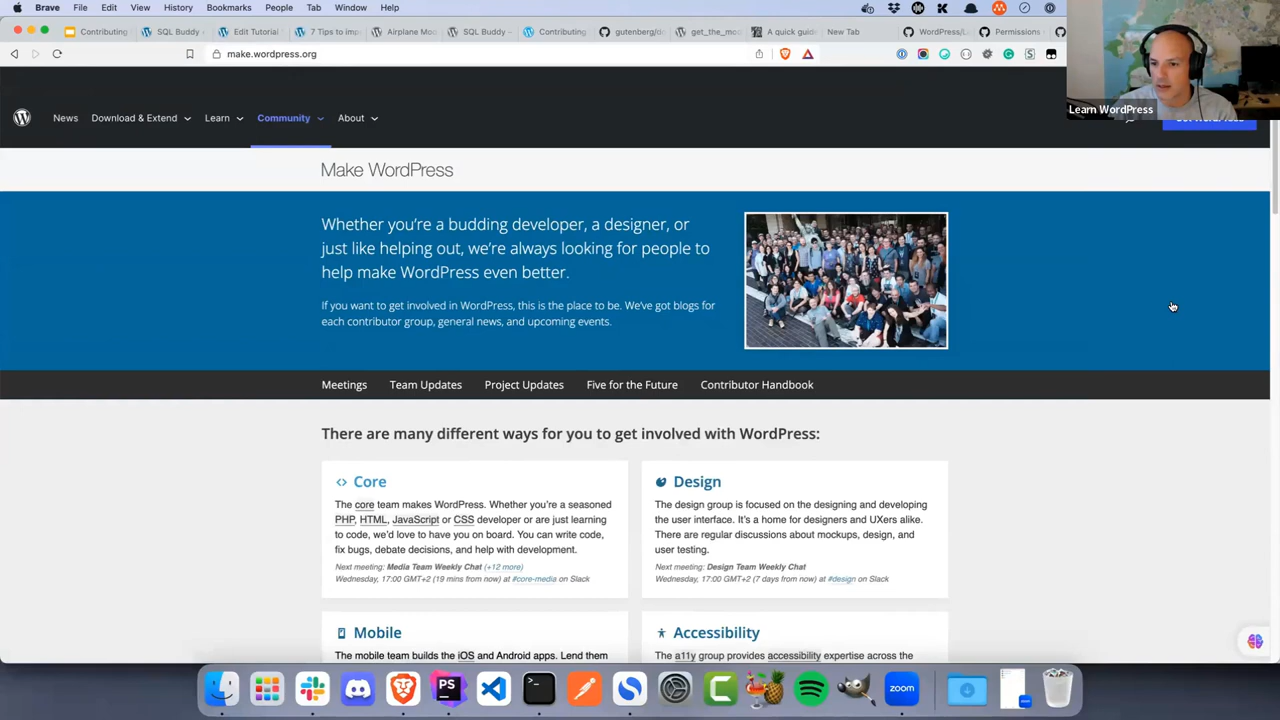 Brave File Edit View History Bookmarks People Tab Window Help
Contributing SQL Buddy Edit Tutorial 7 Tips to imp Airplane Mod SQL Buddy – Contributing gutenberg/do get_the_mod A quick guide New Tab WordPress/L Permissions
make.wordpress.org
Learn WordPress
News Download & Extend Learn Community About
Make WordPress
Whether you're a budding developer, a designer, or
just like helping out, we're always looking for people to
help make WordPress even better.
If you want to get involved in WordPress, this is the place to be. We've got blogs for
each contributor group, general news, and upcoming events.
Meetings Team Updates Project Updates Five for the Future Contributor Handbook
There are many different ways for you to get involved with WordPress:
Core
The core team makes WordPress. Whether you're a seasoned
PHP, HTML, JavaScript or CSS developer or are just learning
to code, we'd love to have you on board. You can write code,
fix bugs, debate decisions, and help with development.
Next meeting: Media Team Weekly Chat (+12 more)
Wednesday, 17:00 GMT+2 (19 mins from now) at #core-media on Slack
Design
The design group is focused on the designing and developing
the user interface. It's a home for designers and UXers alike.
There are regular discussions about mockups, design, and
user testing.
Next meeting: Design Team Weekly Chat
Wednesday, 17:00 GMT+2 (7 days from now) at #design on Slack
Mobile
The mobile team builds the iOS and Android apps. Lend them
Accessibility
The a11y group provides accessibility expertise across the
PS
zoom